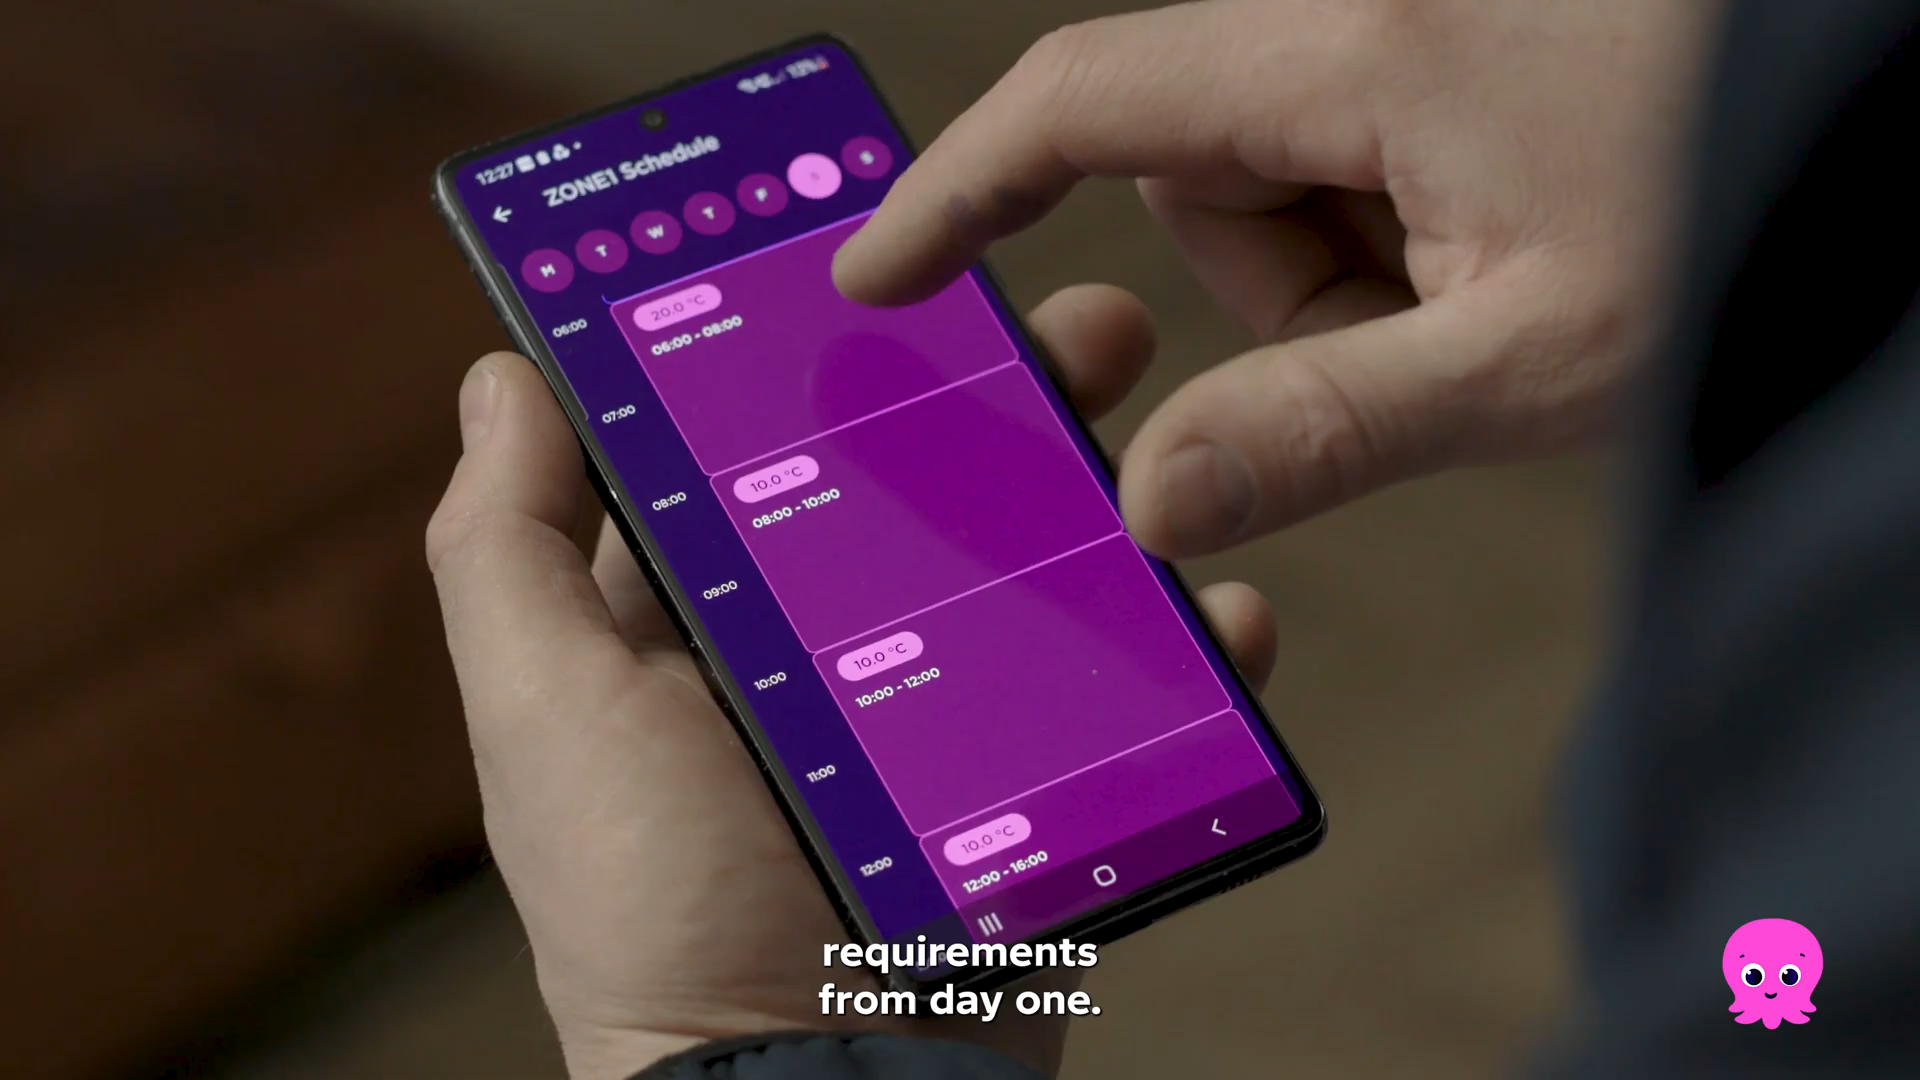 12:27
ZONE1 Schedule
M T W T F S S
06:00
20.0 °C
06:00 - 08:00
07:00
08:00
10.0 °C
08:00 - 10:00
09:00
10:00
10.0 °C
10:00 - 12:00
11:00
12:00
10.0 °C
12:00 - 16:00
requirements
from day one.